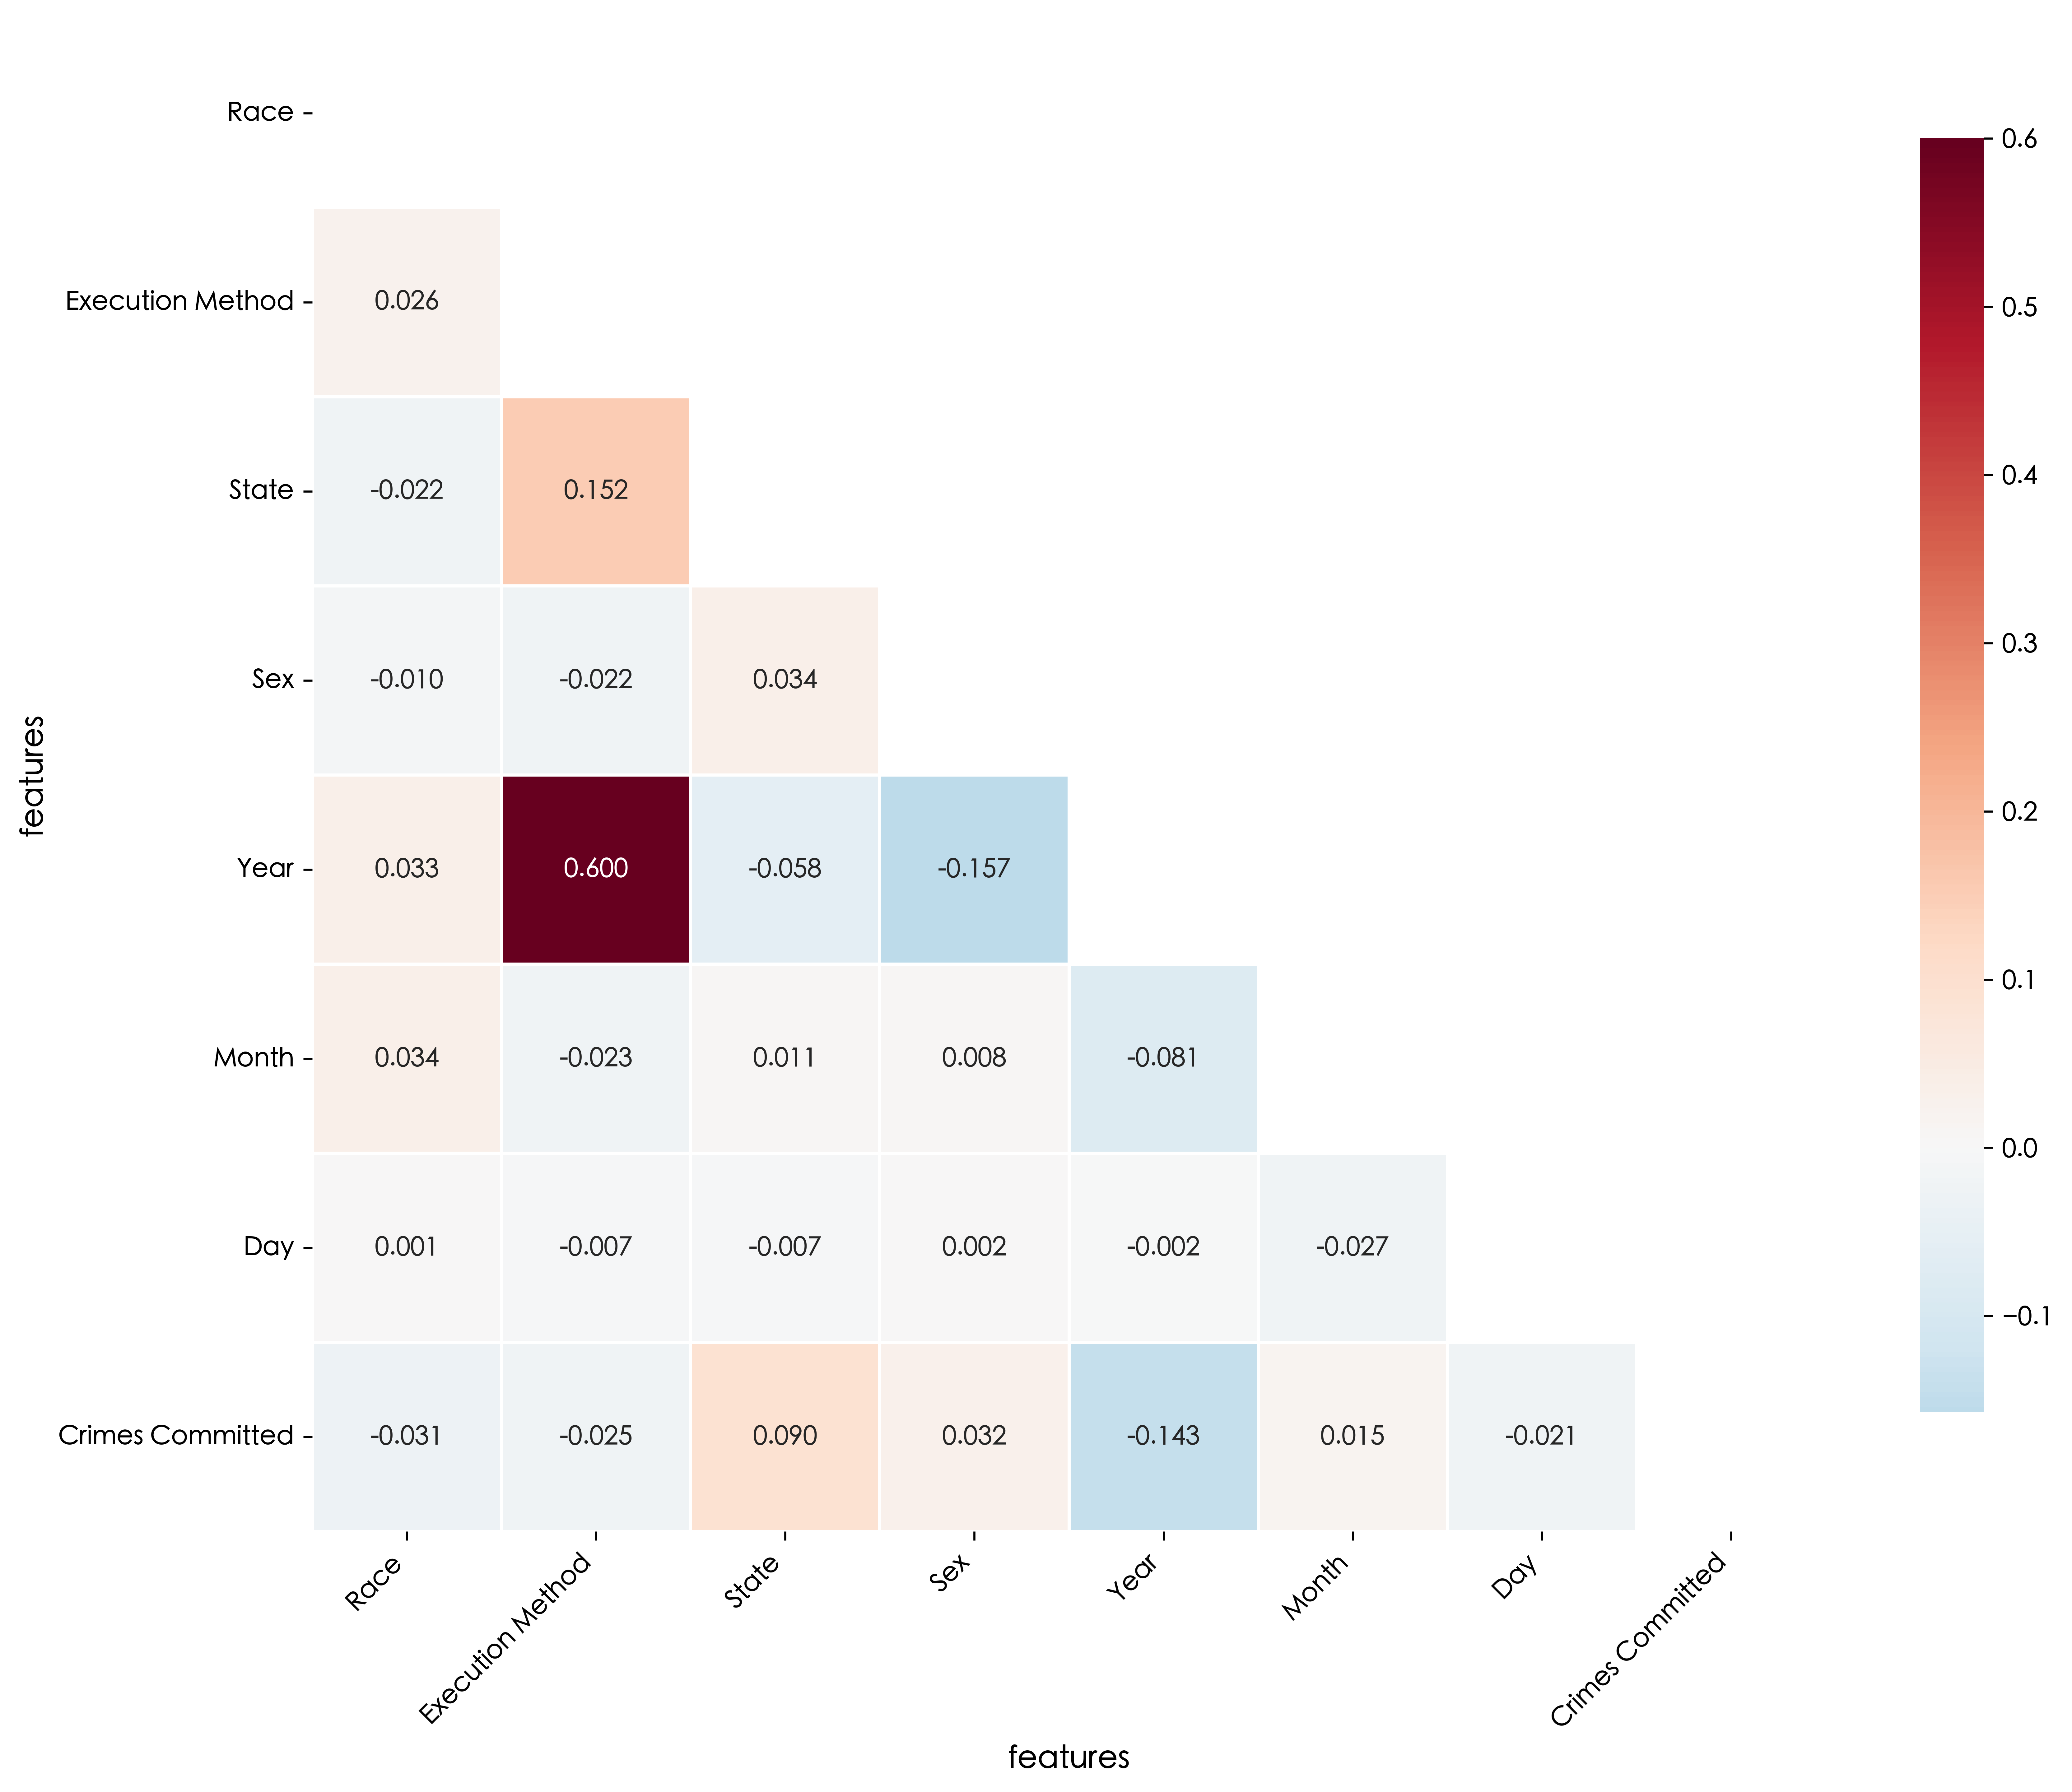 Race
Execution Method 0.026
State -0.022 0.152
Sex -0.010 -0.022 0.034
Year 0.033 0.600 -0.058 -0.157
Month 0.034 -0.023 0.011 0.008 -0.081
Day 0.001 -0.007 -0.007 0.002 -0.002 -0.027
Crimes Committed -0.031 -0.025 0.090 0.032 -0.143 0.015 -0.021
features
Race Execution Method State Sex Year Month Day Crimes Committed
features
0.6
0.5
0.4
0.3
0.2
0.1
0.0
−0.1